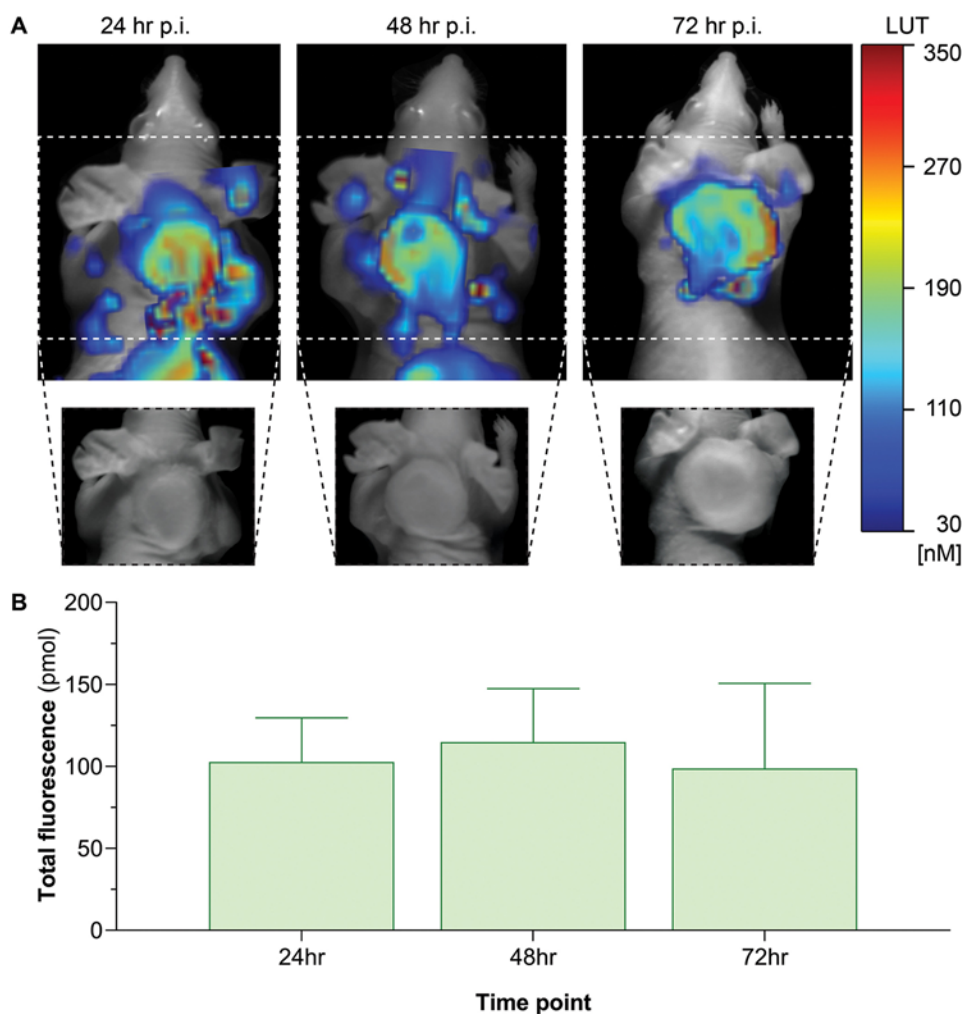 A
24 hr p.i.
48 hr p.i.
72 hr p.i.
LUT
350
270
190
110
30
[nM]
B
200
150
100
50
0
Total fluorescence (pmol)
24hr
48hr
72hr
Time point